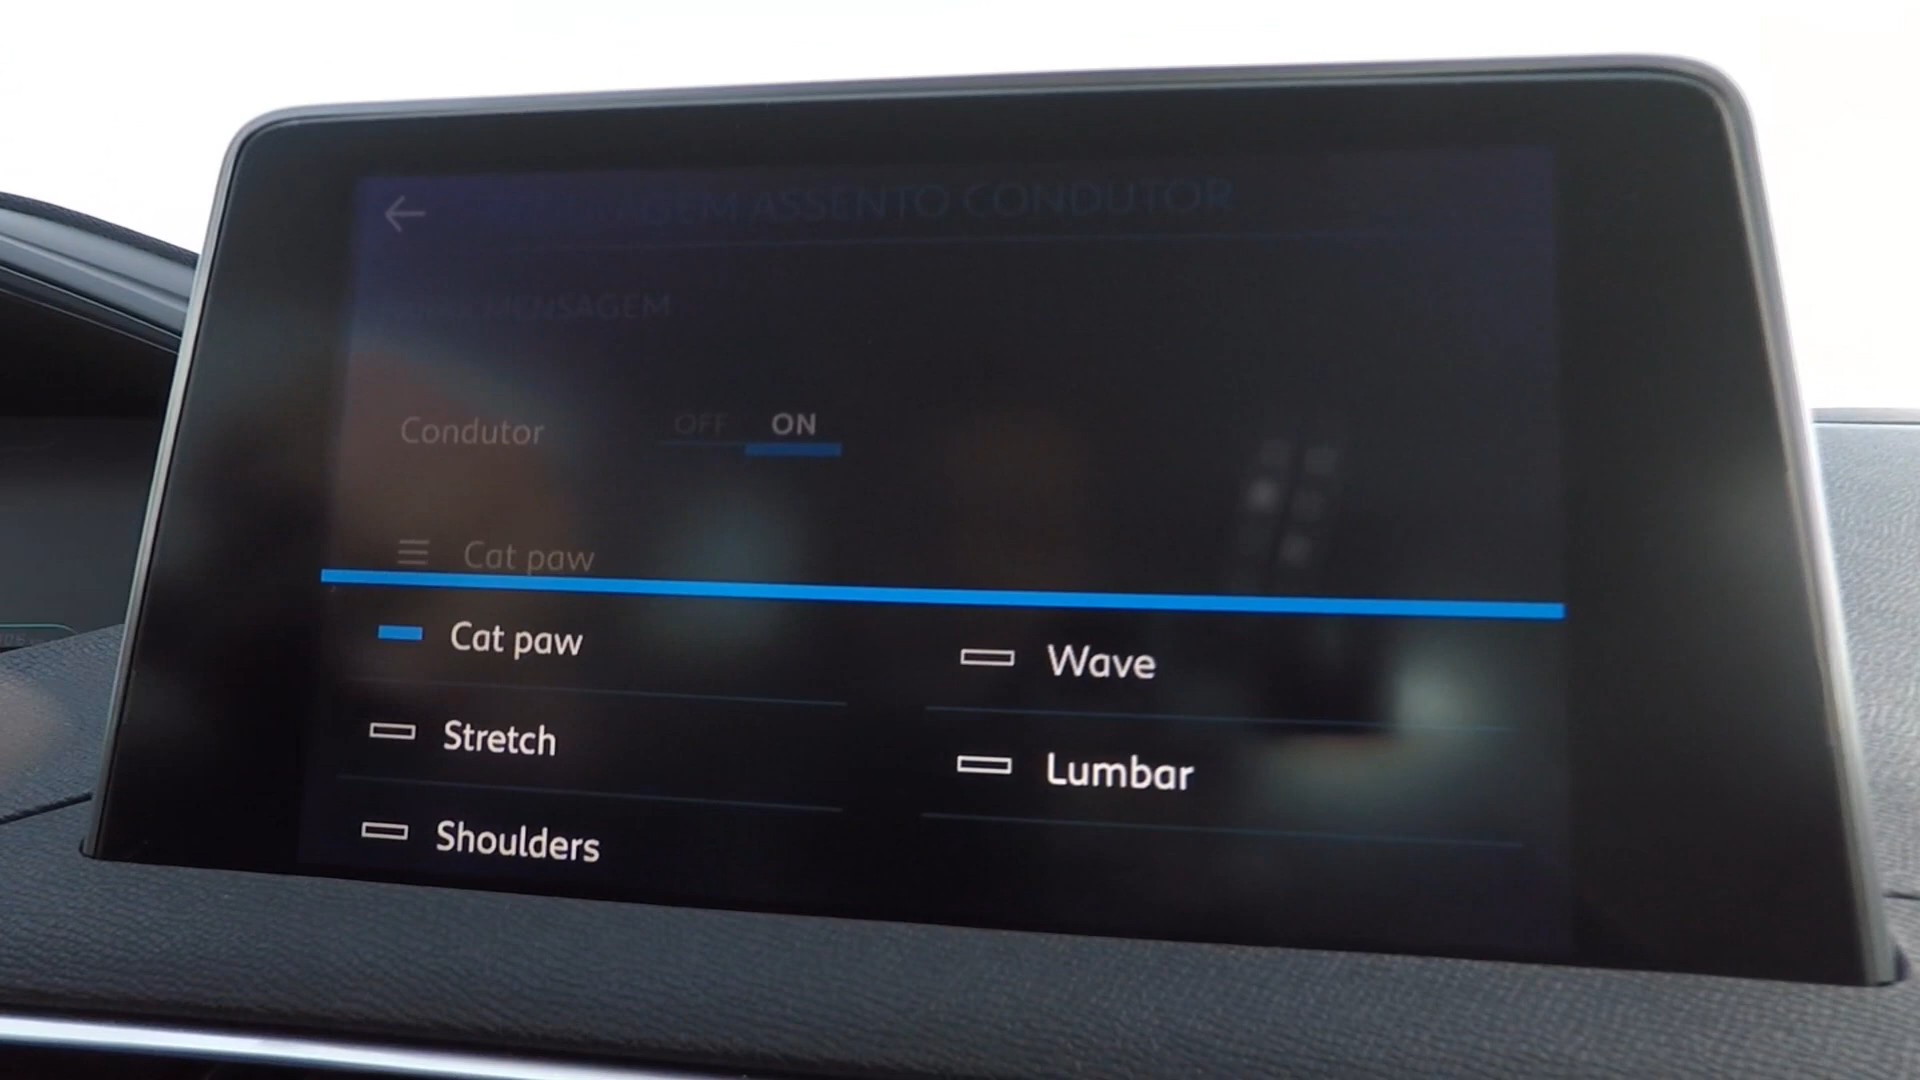 ASSENTO CONDUTOR
MENSAGEM
Condutor OFF ON
Cat paw
Cat paw
Wave
Stretch
Lumbar
Shoulders